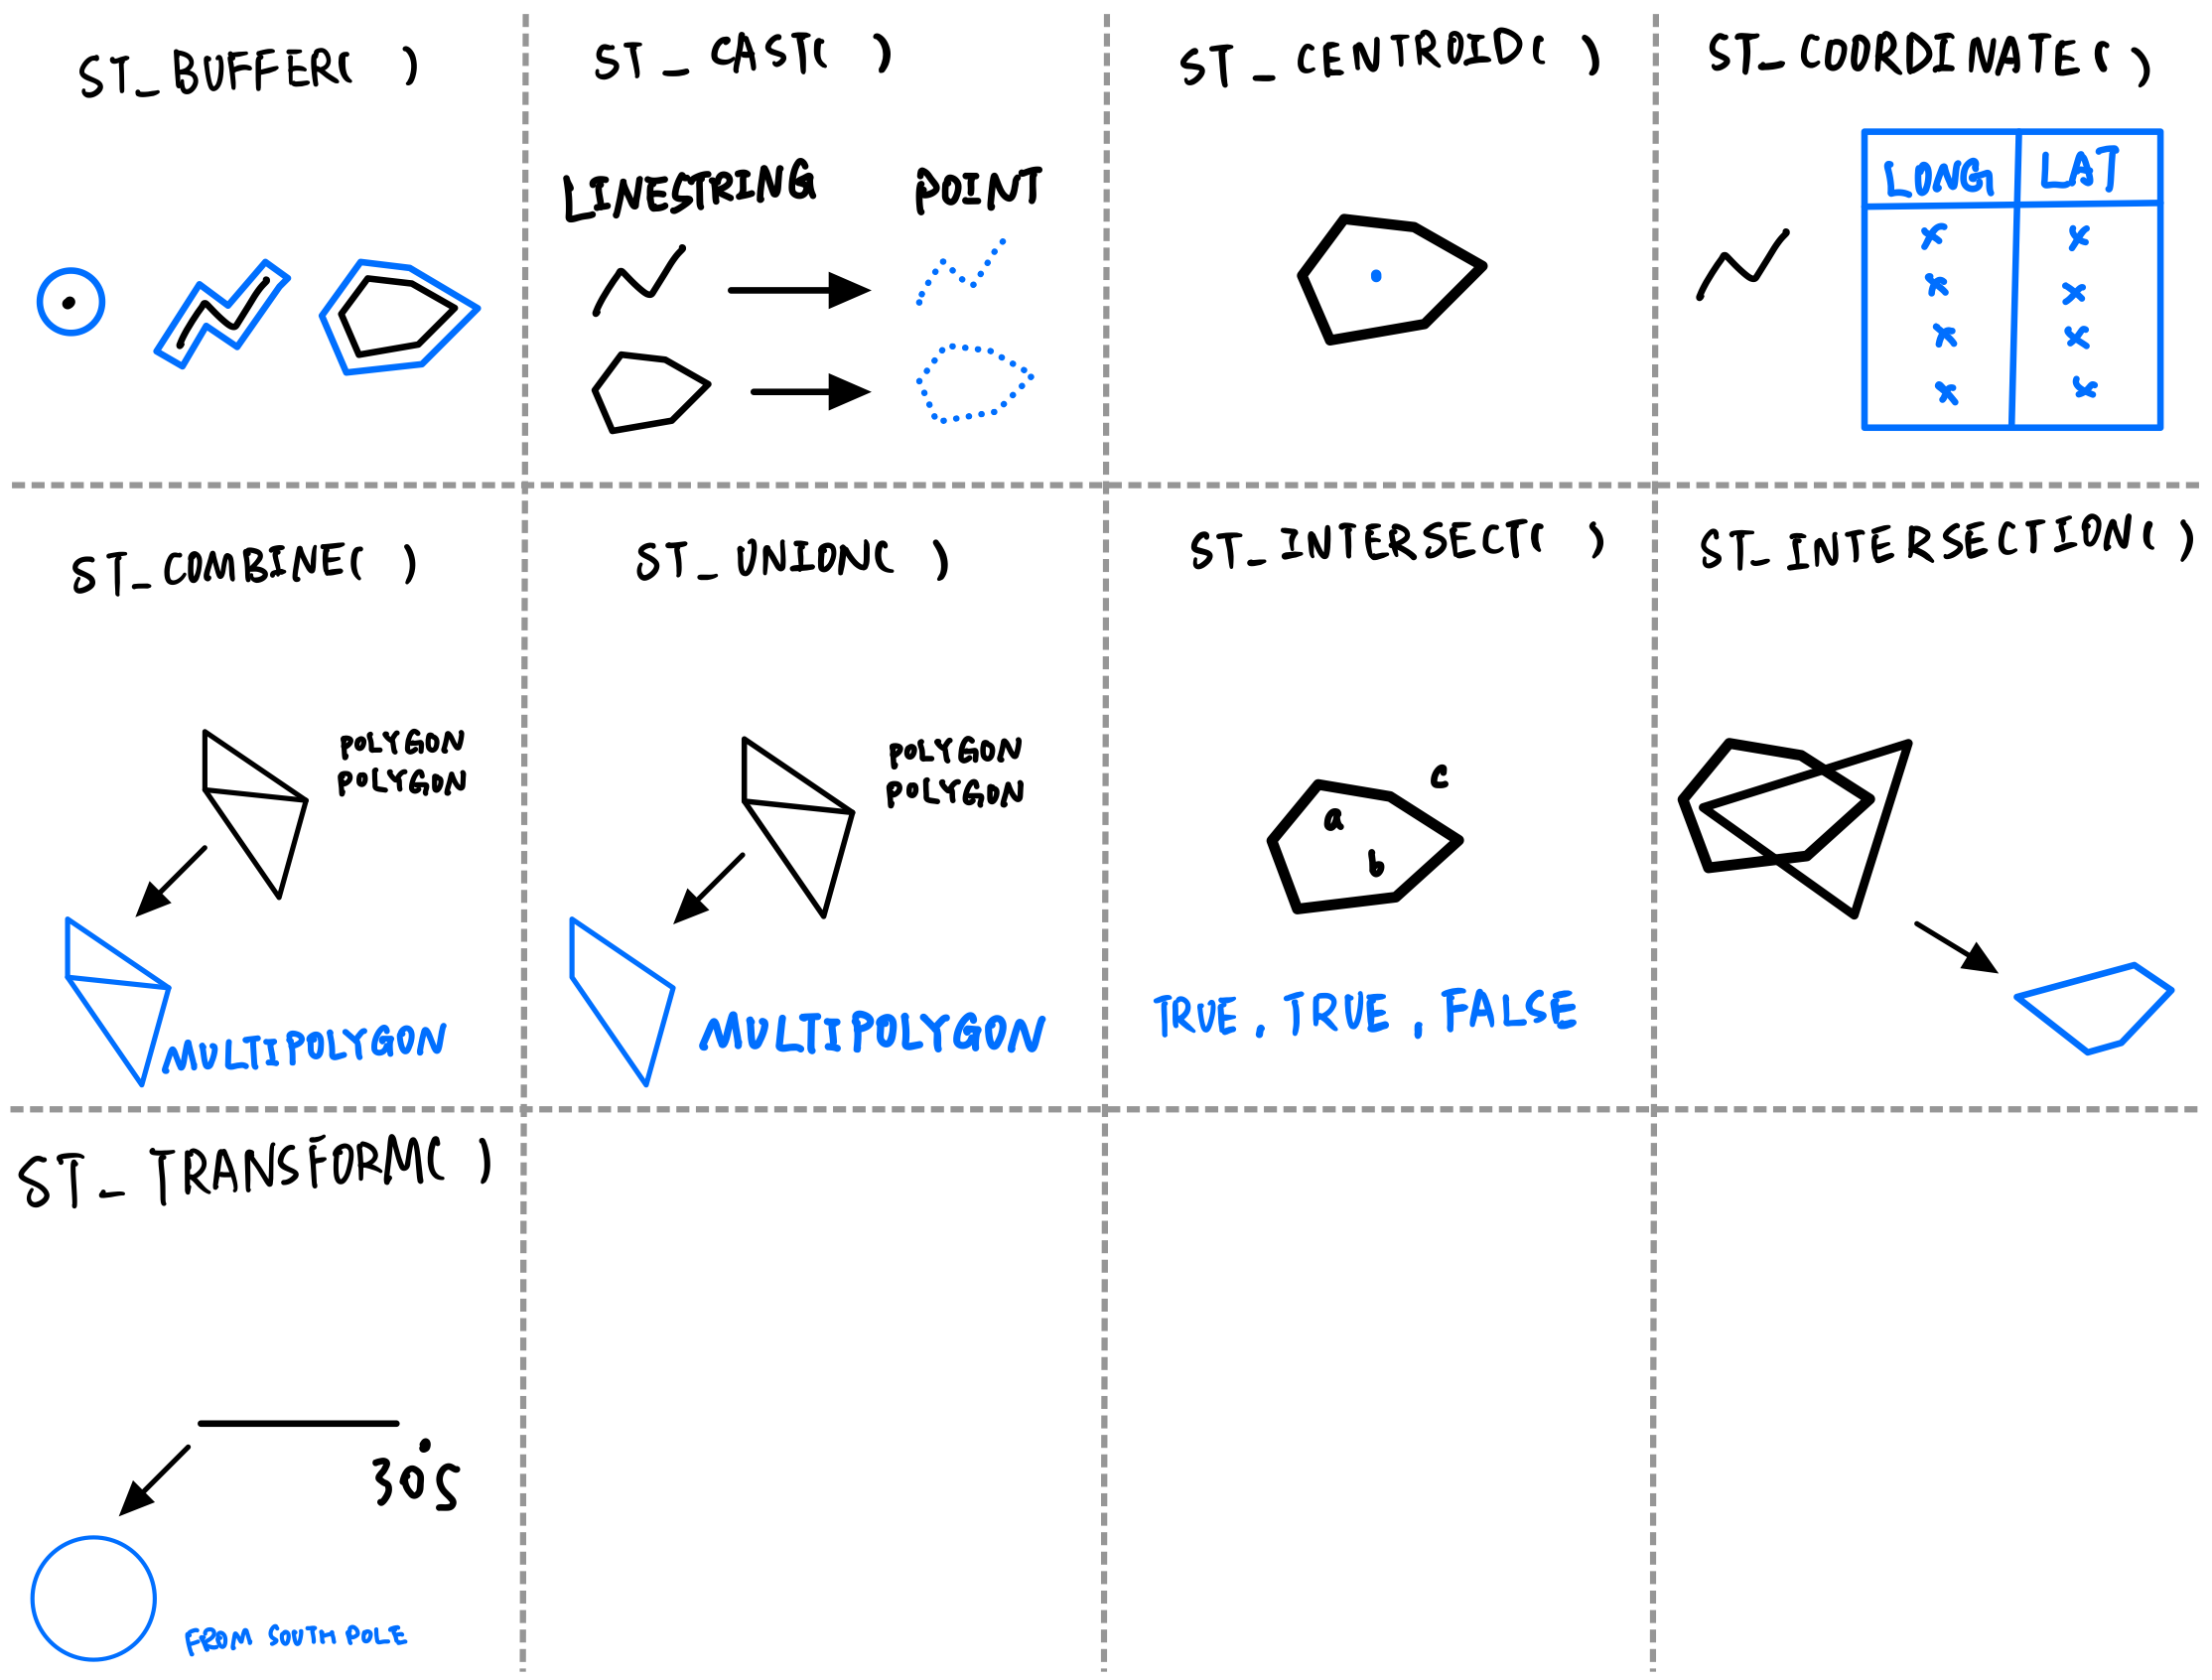 ST_BUFFER( )
ST_CAST( )
LINESTRING POINT
ST_CENTROID( )
ST_COORDINATE( )
LONG LAT
x x
x x
x x
x x
ST_COMBINE( )
POLYGON
POLYGON
MULTIPOLYGON
ST_UNION( )
POLYGON
POLYGON
MULTIPOLYGON
ST_INTERSECT( )
c
a
b
TRUE, TRUE, FALSE
ST_INTERSECTION( )
ST_TRANSFORM( )
30°S
FROM SOUTH POLE